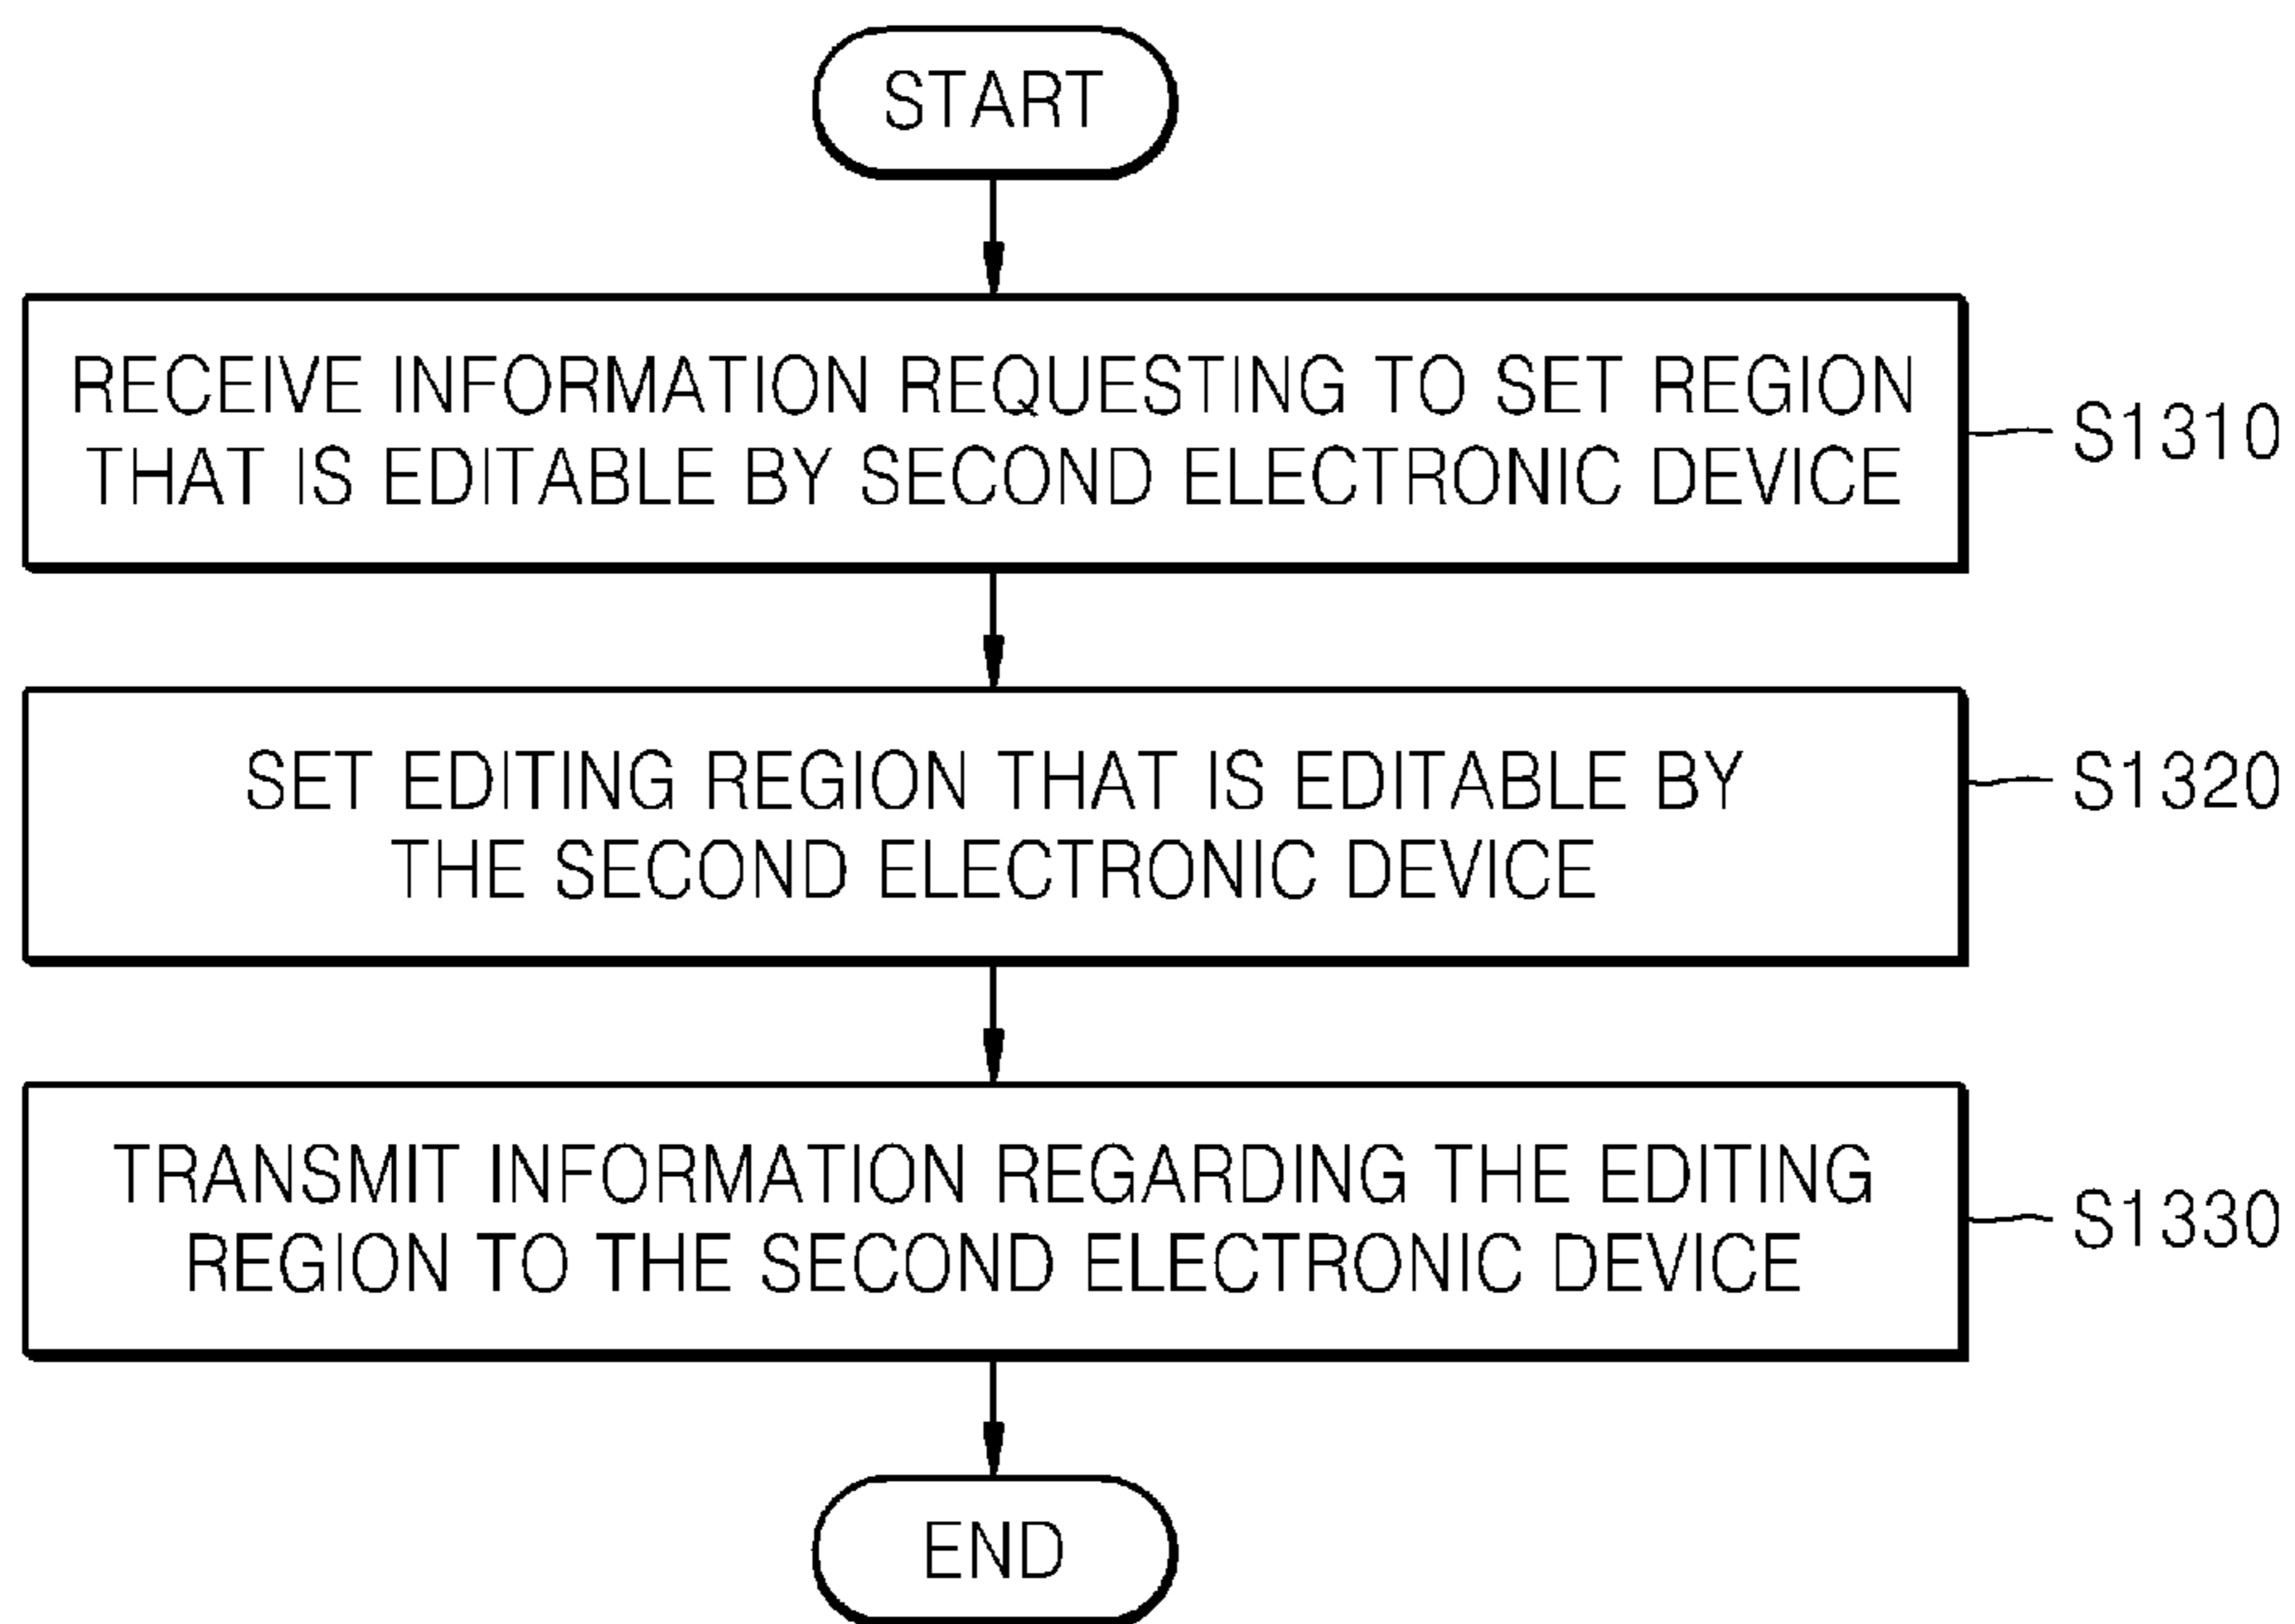 START
RECEIVE INFORMATION REQUESTING TO SET REGION
THAT IS EDITABLE BY SECOND ELECTRONIC DEVICE
S1310
SET EDITING REGION THAT IS EDITABLE BY
THE SECOND ELECTRONIC DEVICE
S1320
TRANSMIT INFORMATION REGARDING THE EDITING
REGION TO THE SECOND ELECTRONIC DEVICE
S1330
END